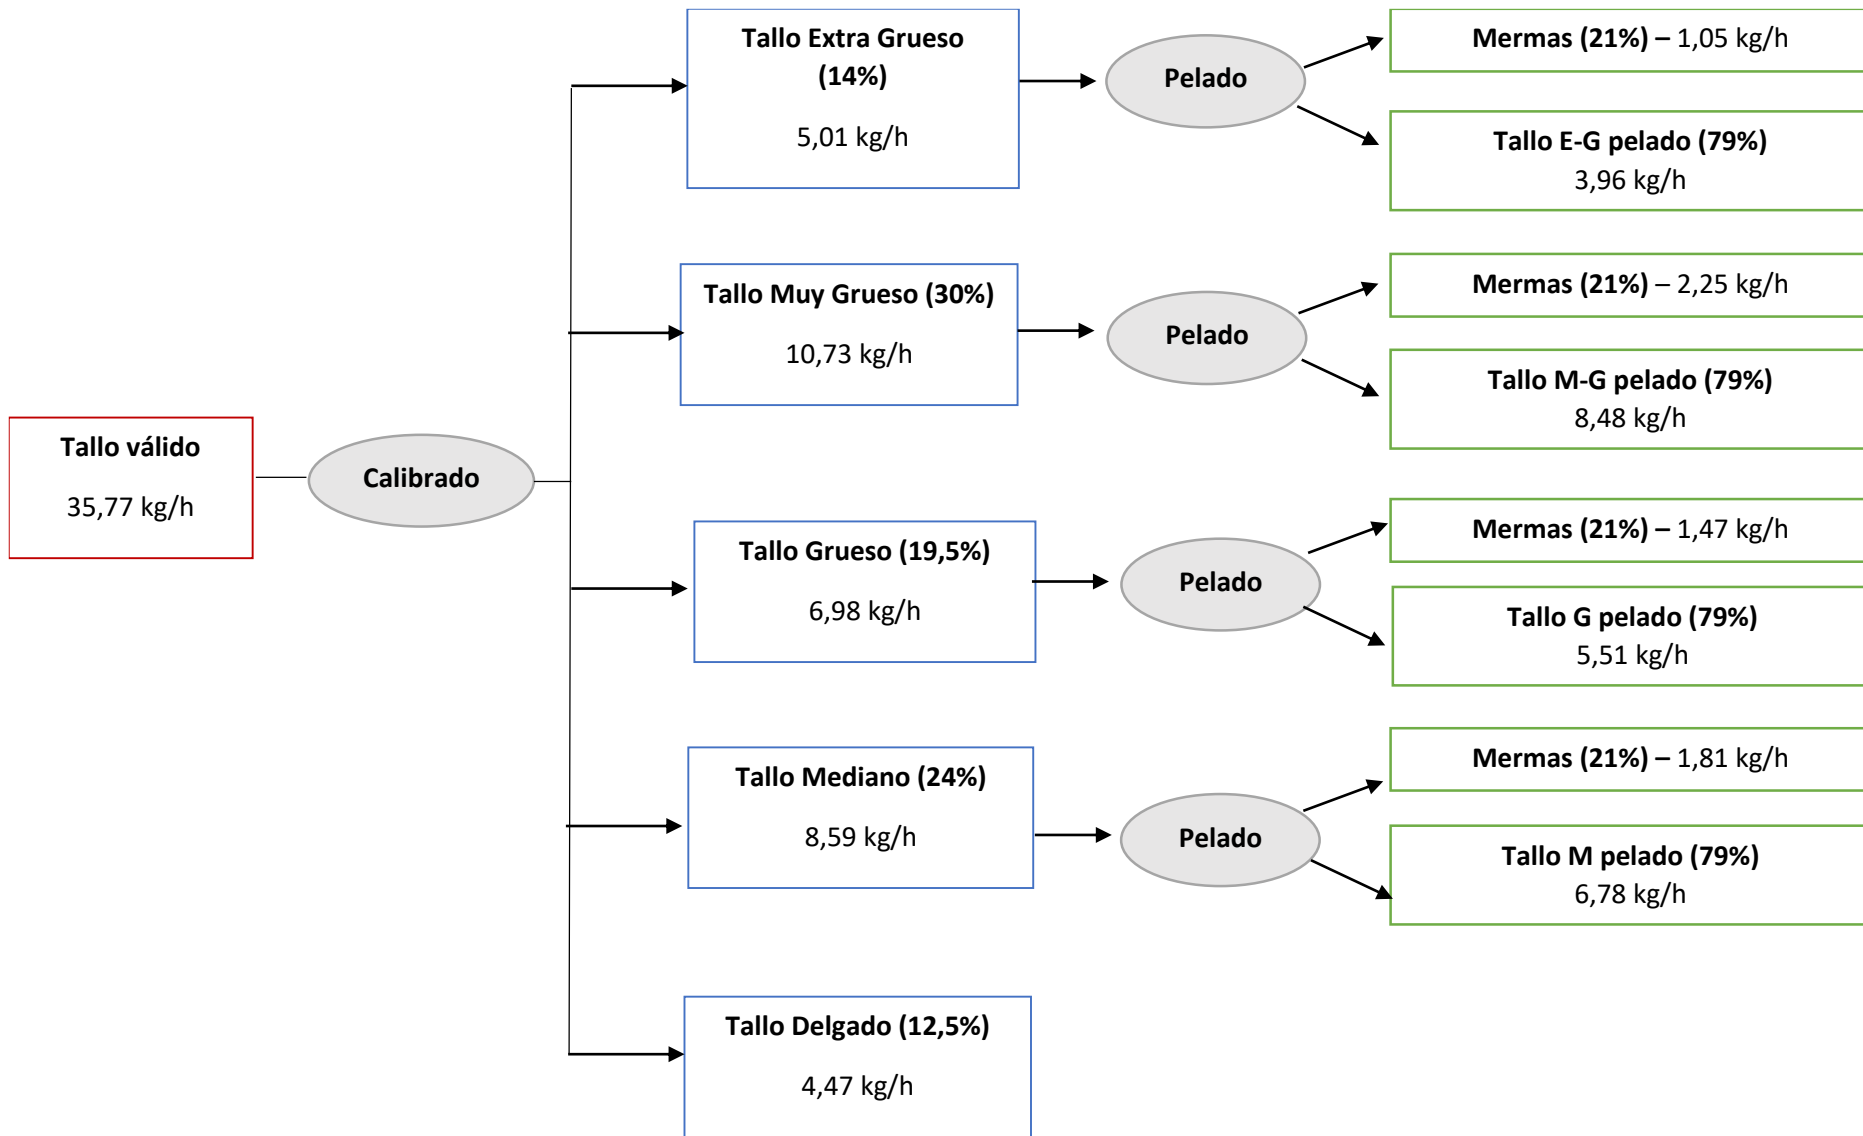 Tallo válido
35,77 kg/h
Calibrado
Tallo Extra Grueso
(14%)
5,01 kg/h
Pelado
Mermas (21%) – 1,05 kg/h
Tallo E-G pelado (79%)
3,96 kg/h
Tallo Muy Grueso (30%)
10,73 kg/h
Pelado
Mermas (21%) – 2,25 kg/h
Tallo M-G pelado (79%)
8,48 kg/h
Tallo Grueso (19,5%)
6,98 kg/h
Pelado
Mermas (21%) – 1,47 kg/h
Tallo G pelado (79%)
5,51 kg/h
Tallo Mediano (24%)
8,59 kg/h
Pelado
Mermas (21%) – 1,81 kg/h
Tallo M pelado (79%)
6,78 kg/h
Tallo Delgado (12,5%)
4,47 kg/h